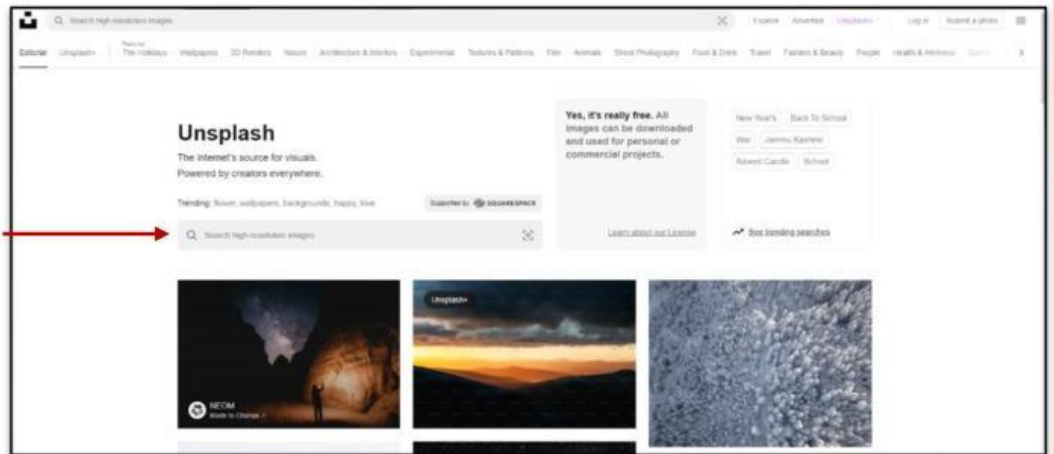 Search high-resolution images
Explore Advertise Unsplash+ Log in Submit a photo
Editorial Unsplash+ Featured The Holidays Wallpapers 3D Renders Nature Architecture & Interiors Experimental Textures & Patterns Film Animals Street Photography Food & Drink Travel Fashion & Beauty People Health & Wellness
Unsplash
The internet's source for visuals.
Powered by creators everywhere.
Trending: flower, wallpapers, backgrounds, happy, love
Supported by SQUARESPACE
Search high-resolution images
Yes, it's really free. All
images can be downloaded
and used for personal or
commercial projects.
Learn about our License
New Year's Back To School
War Jammu Kashmir
Advent Candle School
See trending searches
NEOM
Made to Change ↗
Unsplash+